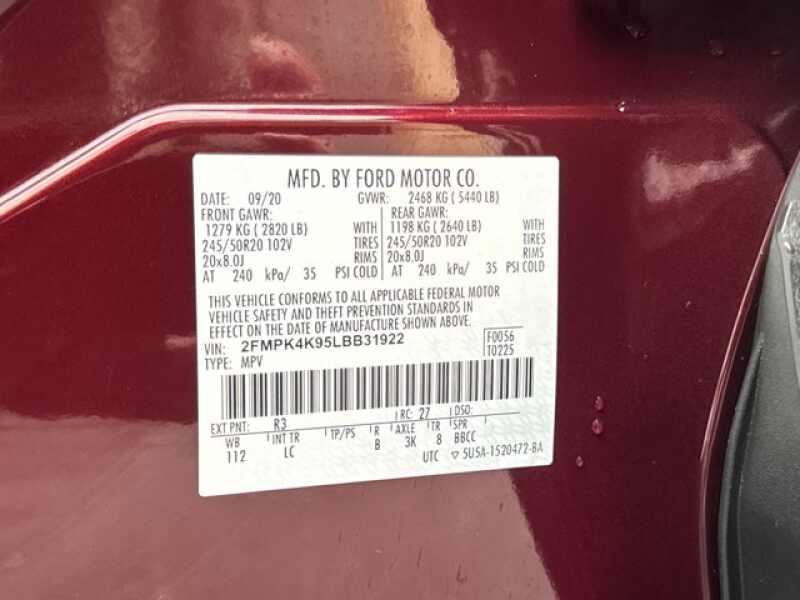 MFD. BY FORD MOTOR CO.
DATE: 09/20 GVWR: 2468 KG ( 5440 LB)
FRONT GAWR: REAR GAWR:
1279 KG ( 2820 LB) WITH 1198 KG ( 2640 LB) WITH
245/50R20 102V TIRES 245/50R20 102V TIRES
20x8.0J RIMS 20x8.0J RIMS
AT 240 kPa/ 35 PSI COLD AT 240 kPa/ 35 PSI COLD
THIS VEHICLE CONFORMS TO ALL APPLICABLE FEDERAL MOTOR
VEHICLE SAFETY AND THEFT PREVENTION STANDARDS IN
EFFECT ON THE DATE OF MANUFACTURE SHOWN ABOVE.
VIN: 2FMPK4K95LBB31922 F0056
TYPE: MPV T0225
EXT PNT: R3 RC: 27 DSO:
WB INT TR TP/PS R AXLE TR SPR
112 LC B 3K 8 BBCC
UTC ▽ 5U5A-1520472-BA